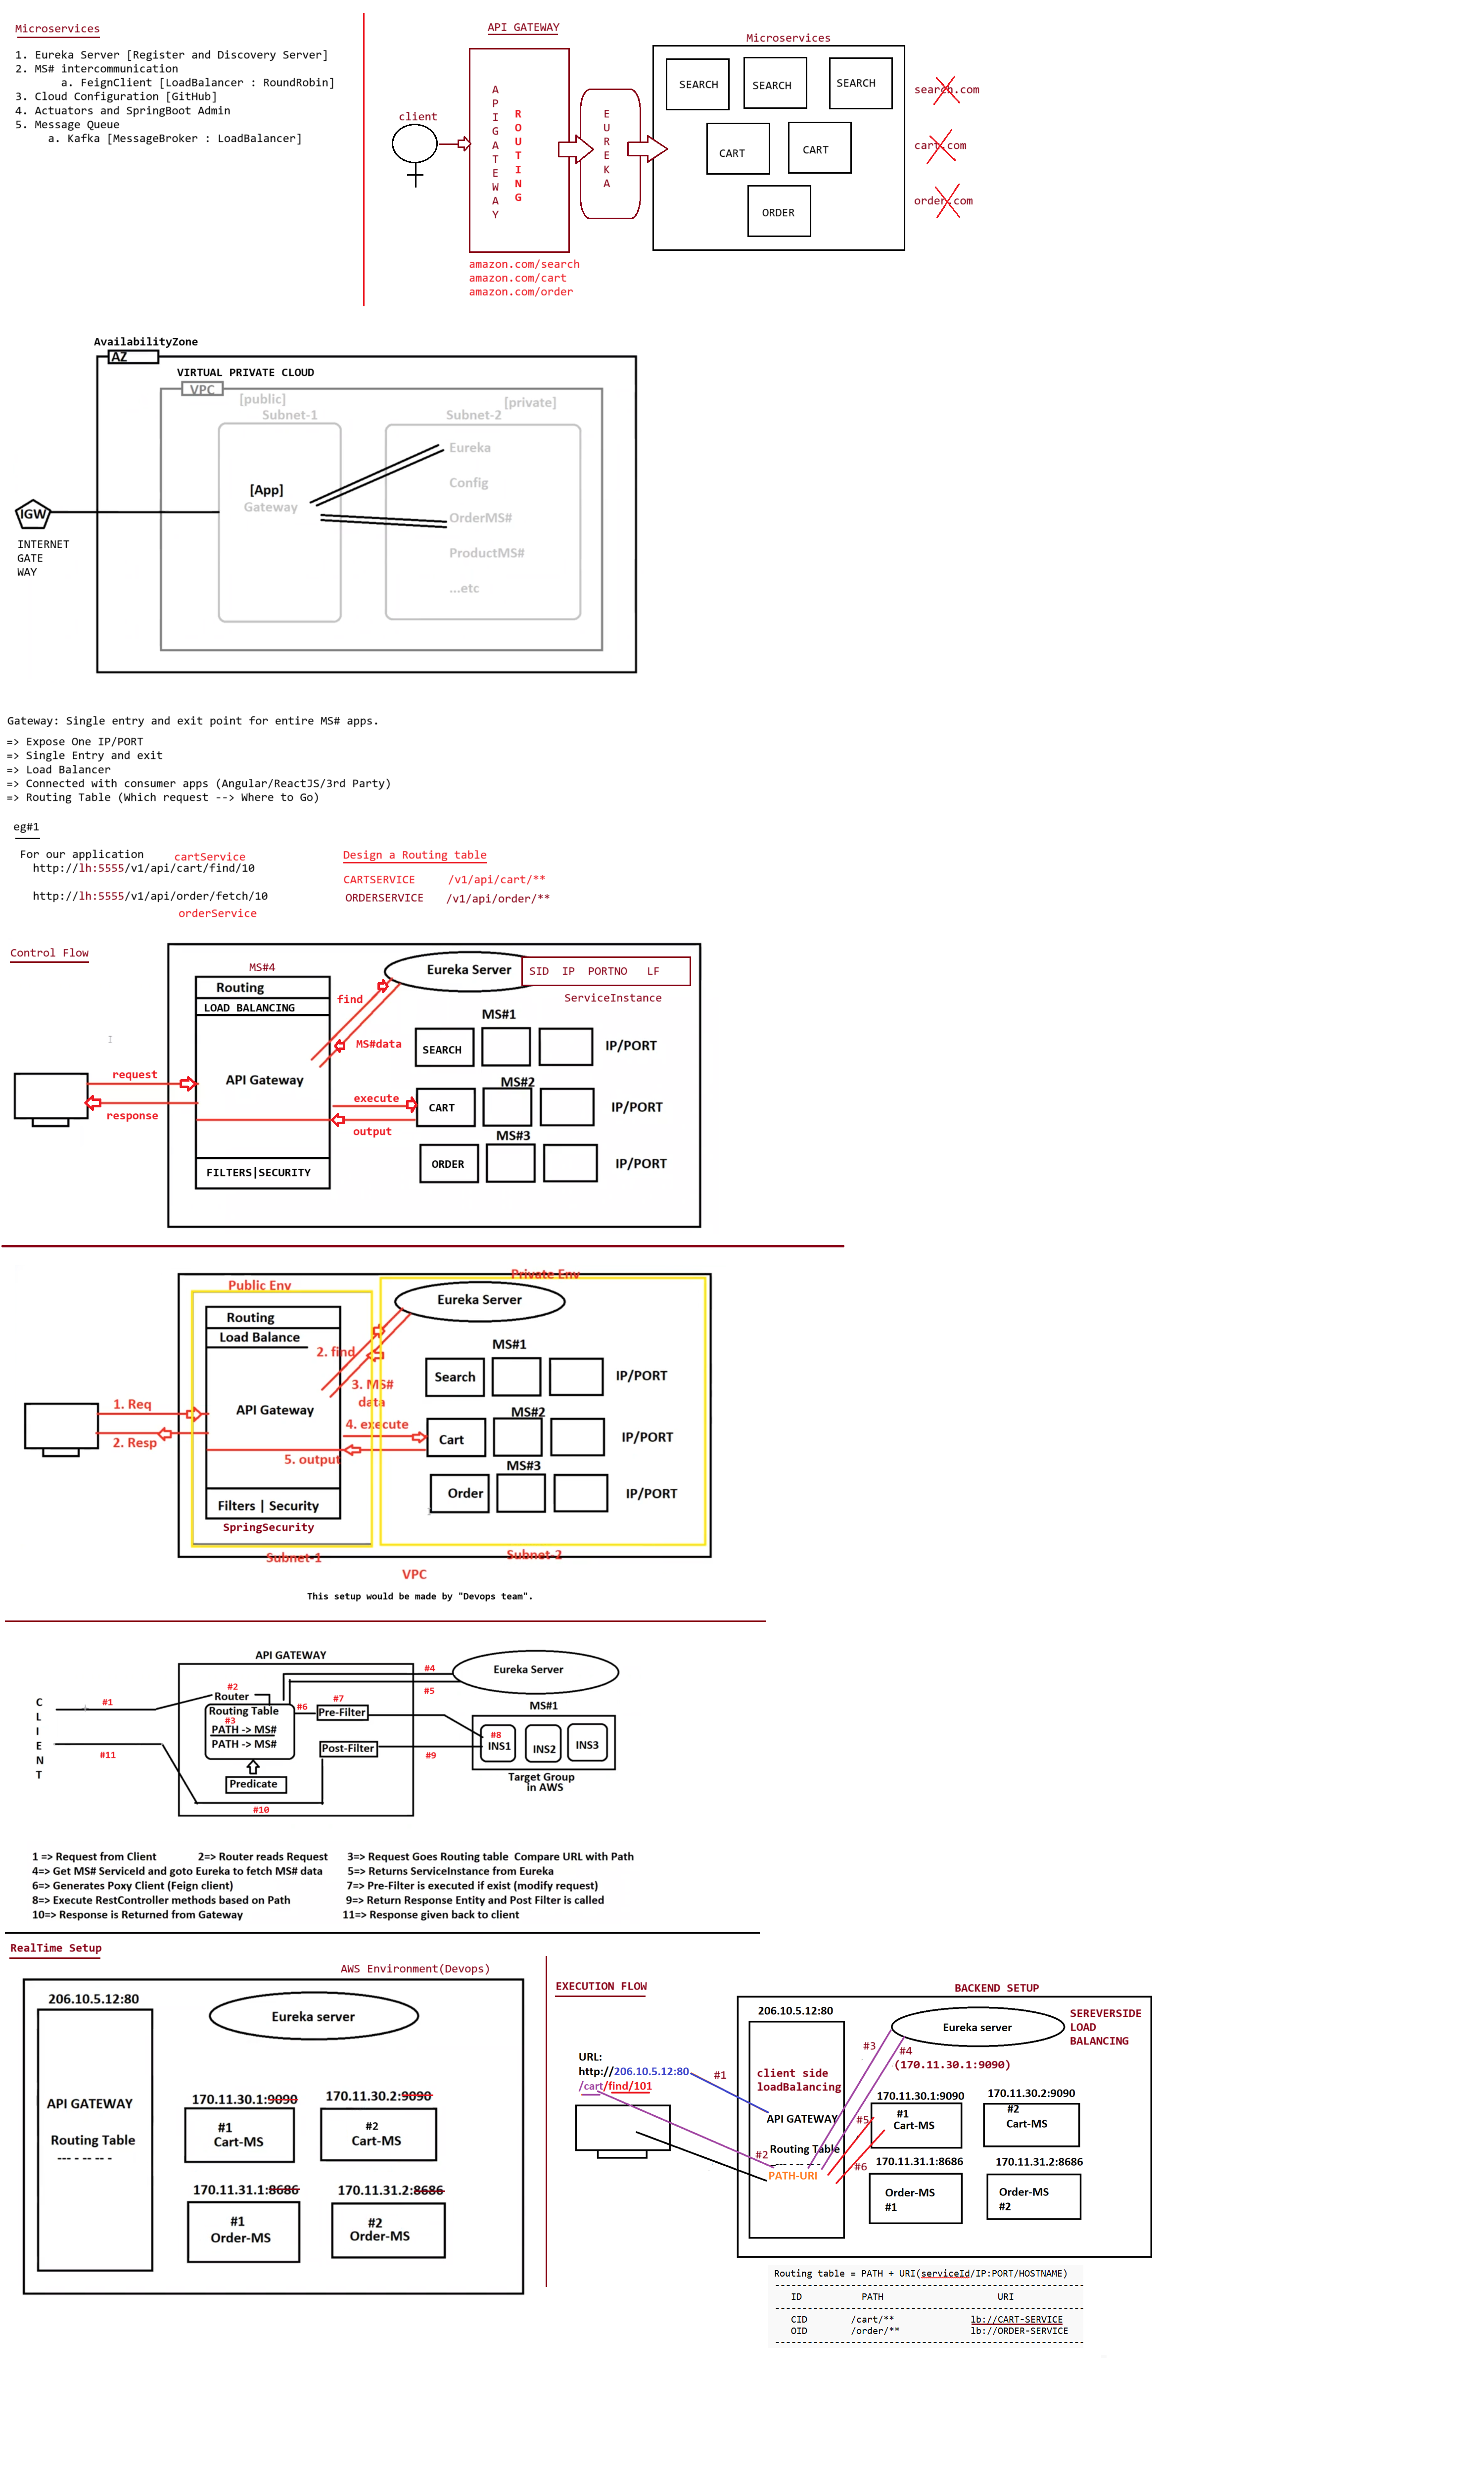 Microservices
1. Eureka Server [Register and Discovery Server]
2. MS# intercommunication
a. FeignClient [LoadBalancer : RoundRobin]
3. Cloud Configuration [GitHub]
4. Actuators and SpringBoot Admin
5. Message Queue
a. Kafka [MessageBroker : LoadBalancer]
API GATEWAY
client
APIGATEWAY
ROUTING
EUREKA
Microservices
SEARCH SEARCH SEARCH
CART CART
ORDER
search.com
cart.com
order.com
amazon.com/search
amazon.com/cart
amazon.com/order
AvailabilityZone
AZ
VIRTUAL PRIVATE CLOUD
VPC
[public]
Subnet-1
[private]
Subnet-2
[App]
Gateway
Eureka
Config
OrderMS#
ProductMS#
...etc
IGW
INTERNET
GATE
WAY
Gateway: Single entry and exit point for entire MS# apps.
=> Expose One IP/PORT
=> Single Entry and exit
=> Load Balancer
=> Connected with consumer apps (Angular/ReactJS/3rd Party)
=> Routing Table (Which request --> Where to Go)
eg#1
For our application
cartService
http://lh:5555/v1/api/cart/find/10
http://lh:5555/v1/api/order/fetch/10
orderService
Design a Routing table
CARTSERVICE /v1/api/cart/**
ORDERSERVICE /v1/api/order/**
Control Flow
MS#4
Routing
LOAD BALANCING
API Gateway
FILTERS|SECURITY
request
response
find
MS#data
execute
output
Eureka Server
SID IP PORTNO LF
ServiceInstance
MS#1
SEARCH
IP/PORT
MS#2
CART
IP/PORT
MS#3
ORDER
IP/PORT
Public Env
Private Env
Routing
Load Balance
API Gateway
Filters | Security
SpringSecurity
1. Req
2. Resp
2. find
3. MS#
data
4. execute
5. output
Eureka Server
MS#1
Search
IP/PORT
MS#2
Cart
IP/PORT
MS#3
Order
IP/PORT
Subnet-1
Subnet-2
VPC
This setup would be made by "Devops team".
API GATEWAY
CLIENT
#1
#11
#2
Router
Routing Table
#3
PATH -> MS#
PATH -> MS#
Predicate
#10
#6
#7
Pre-Filter
Post-Filter
#4
#5
#9
Eureka Server
MS#1
#8
INS1 INS2 INS3
Target Group
in AWS
1 => Request from Client 2=> Router reads Request 3=> Request Goes Routing table Compare URL with Path
4=> Get MS# ServiceId and goto Eureka to fetch MS# data 5=> Returns ServiceInstance from Eureka
6=> Generates Poxy Client (Feign client) 7=> Pre-Filter is executed if exist (modify request)
8=> Execute RestController methods based on Path 9=> Return Response Entity and Post Filter is called
10=> Response is Returned from Gateway 11=> Response given back to client
RealTime Setup
AWS Environment(Devops)
206.10.5.12:80
API GATEWAY
Routing Table
--- - -- -- -
Eureka server
170.11.30.1:9090
#1
Cart-MS
170.11.30.2:9090
#2
Cart-MS
170.11.31.1:8686
#1
Order-MS
170.11.31.2:8686
#2
Order-MS
EXECUTION FLOW
URL:
http://206.10.5.12:80
/cart/find/101
#1
#2
BACKEND SETUP
206.10.5.12:80
client side
loadBalancing
API GATEWAY
Routing Table
--- - -- -- -
PATH-URI
#3
#4
#5
#6
Eureka server
(170.11.30.1:9090)
SEREVERSIDE
LOAD
BALANCING
170.11.30.1:9090
#1
Cart-MS
170.11.30.2:9090
#2
Cart-MS
170.11.31.1:8686
Order-MS
#1
170.11.31.2:8686
Order-MS
#2
Routing table = PATH + URI(serviceId/IP:PORT/HOSTNAME)
ID PATH URI
CID /cart/** lb://CART-SERVICE
OID /order/** lb://ORDER-SERVICE